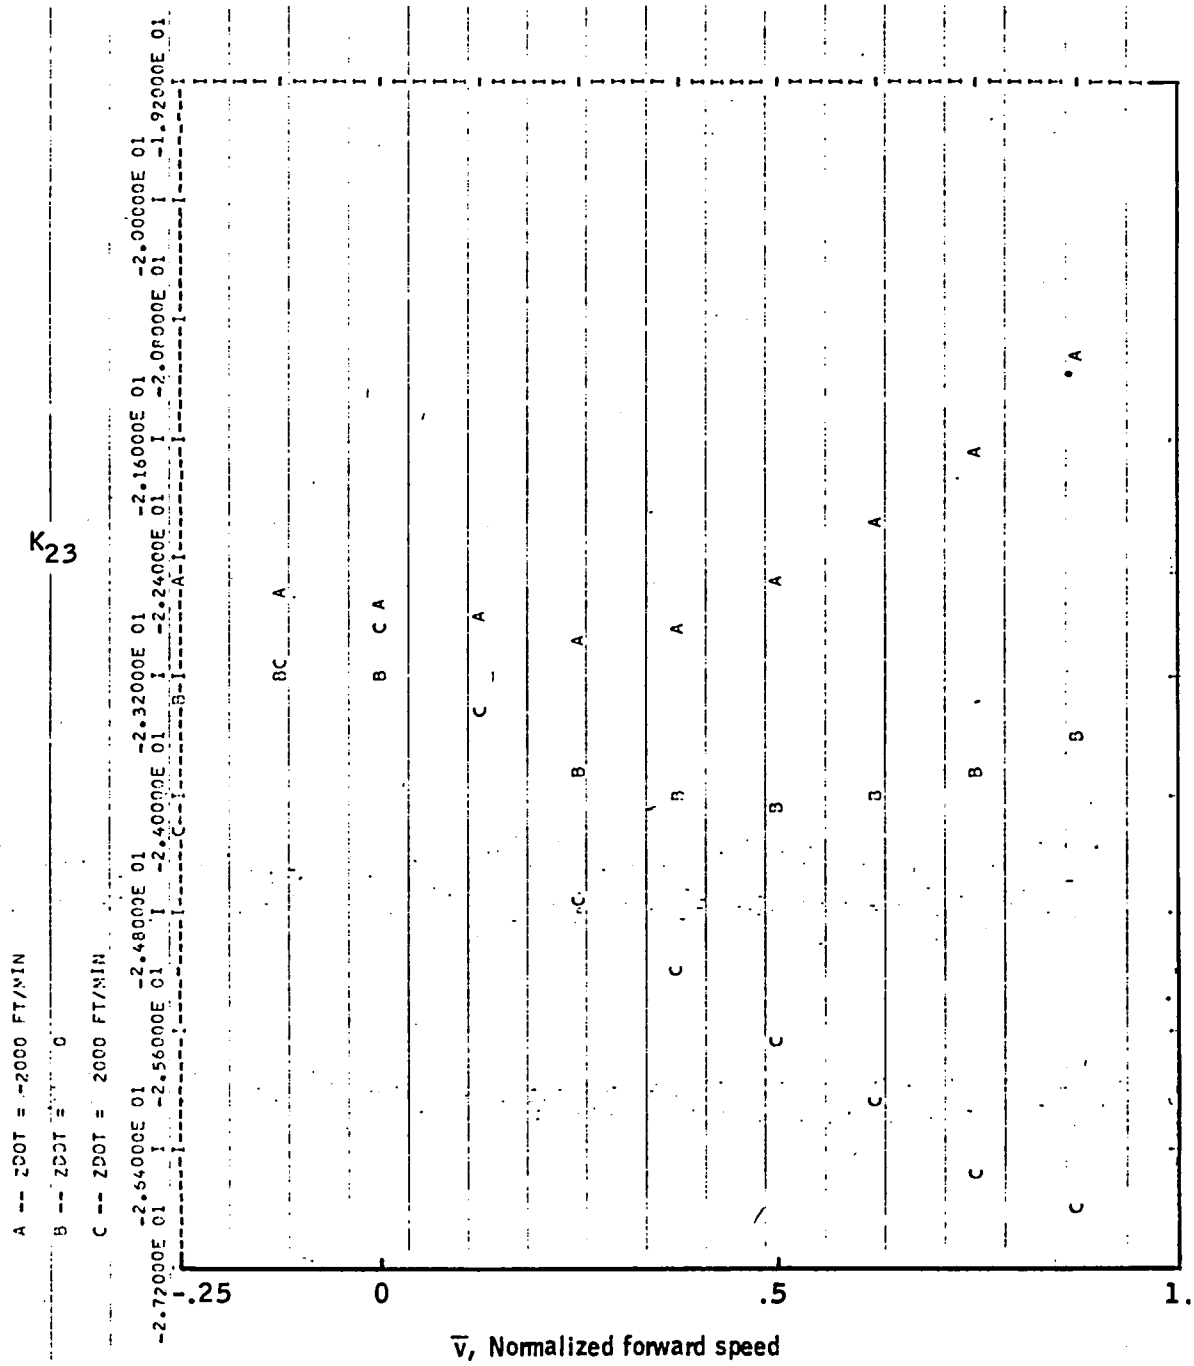 A -- ZDOT = -2000 FT/MIN
B -- ZDOT = 0
C -- ZDOT = 2000 FT/MIN
K23
-2.72000E 01
-2.64000E 01
-2.56000E 01
-2.48000E 01
-2.40000E 01
-2.32000E 01
-2.24000E 01
-2.16000E 01
-2.08000E 01
-2.00000E 01
-1.92000E 01
A
A
A
A
C
A
A
A
A
A
BC
B
C
B
A
B
B
B
B
B
C
C
C
C
C
C
C
-.25 0 .5 1.
v̅, Normalized forward speed